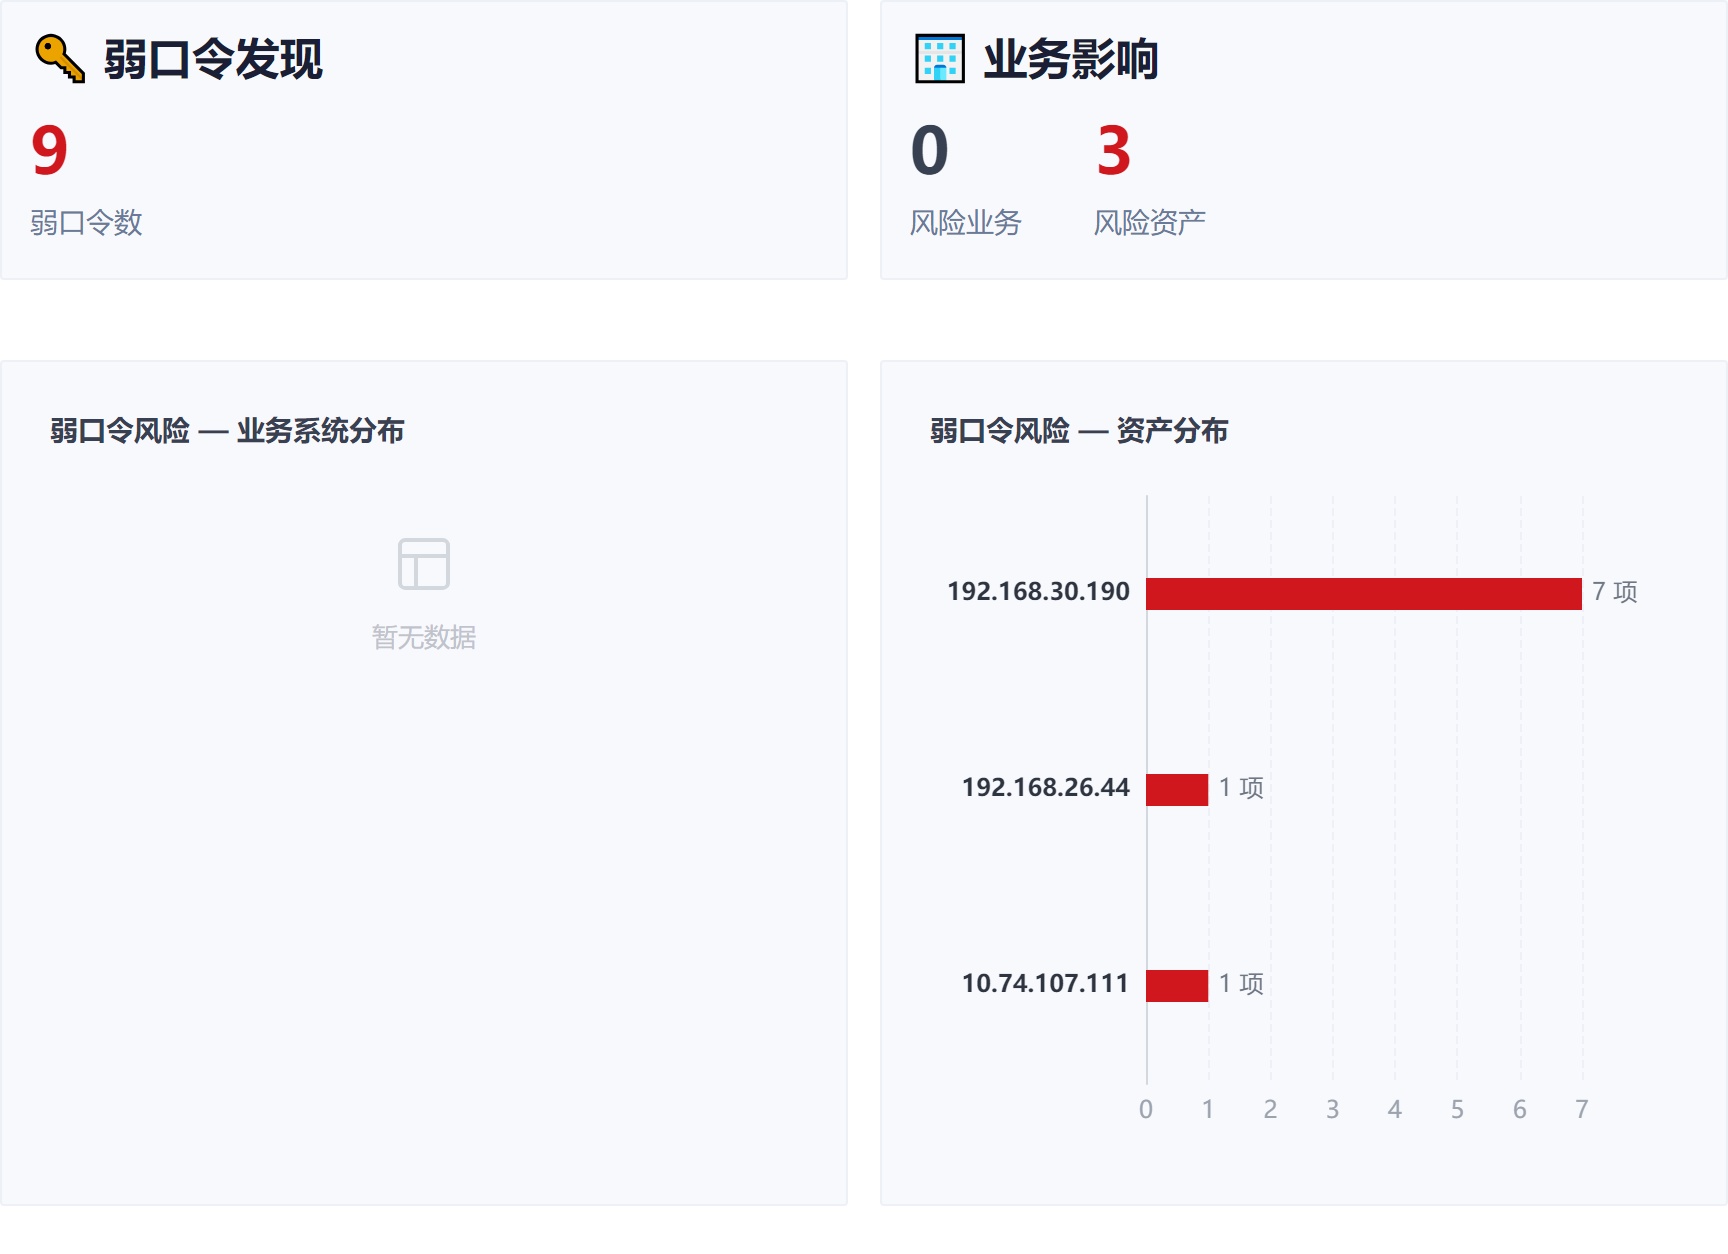 弱口令发现
9
弱口令数
业务影响
0 3
风险业务 风险资产
弱口令风险 — 业务系统分布
暂无数据
弱口令风险 — 资产分布
192.168.30.190 7 项
192.168.26.44 1 项
10.74.107.111 1 项
0 1 2 3 4 5 6 7